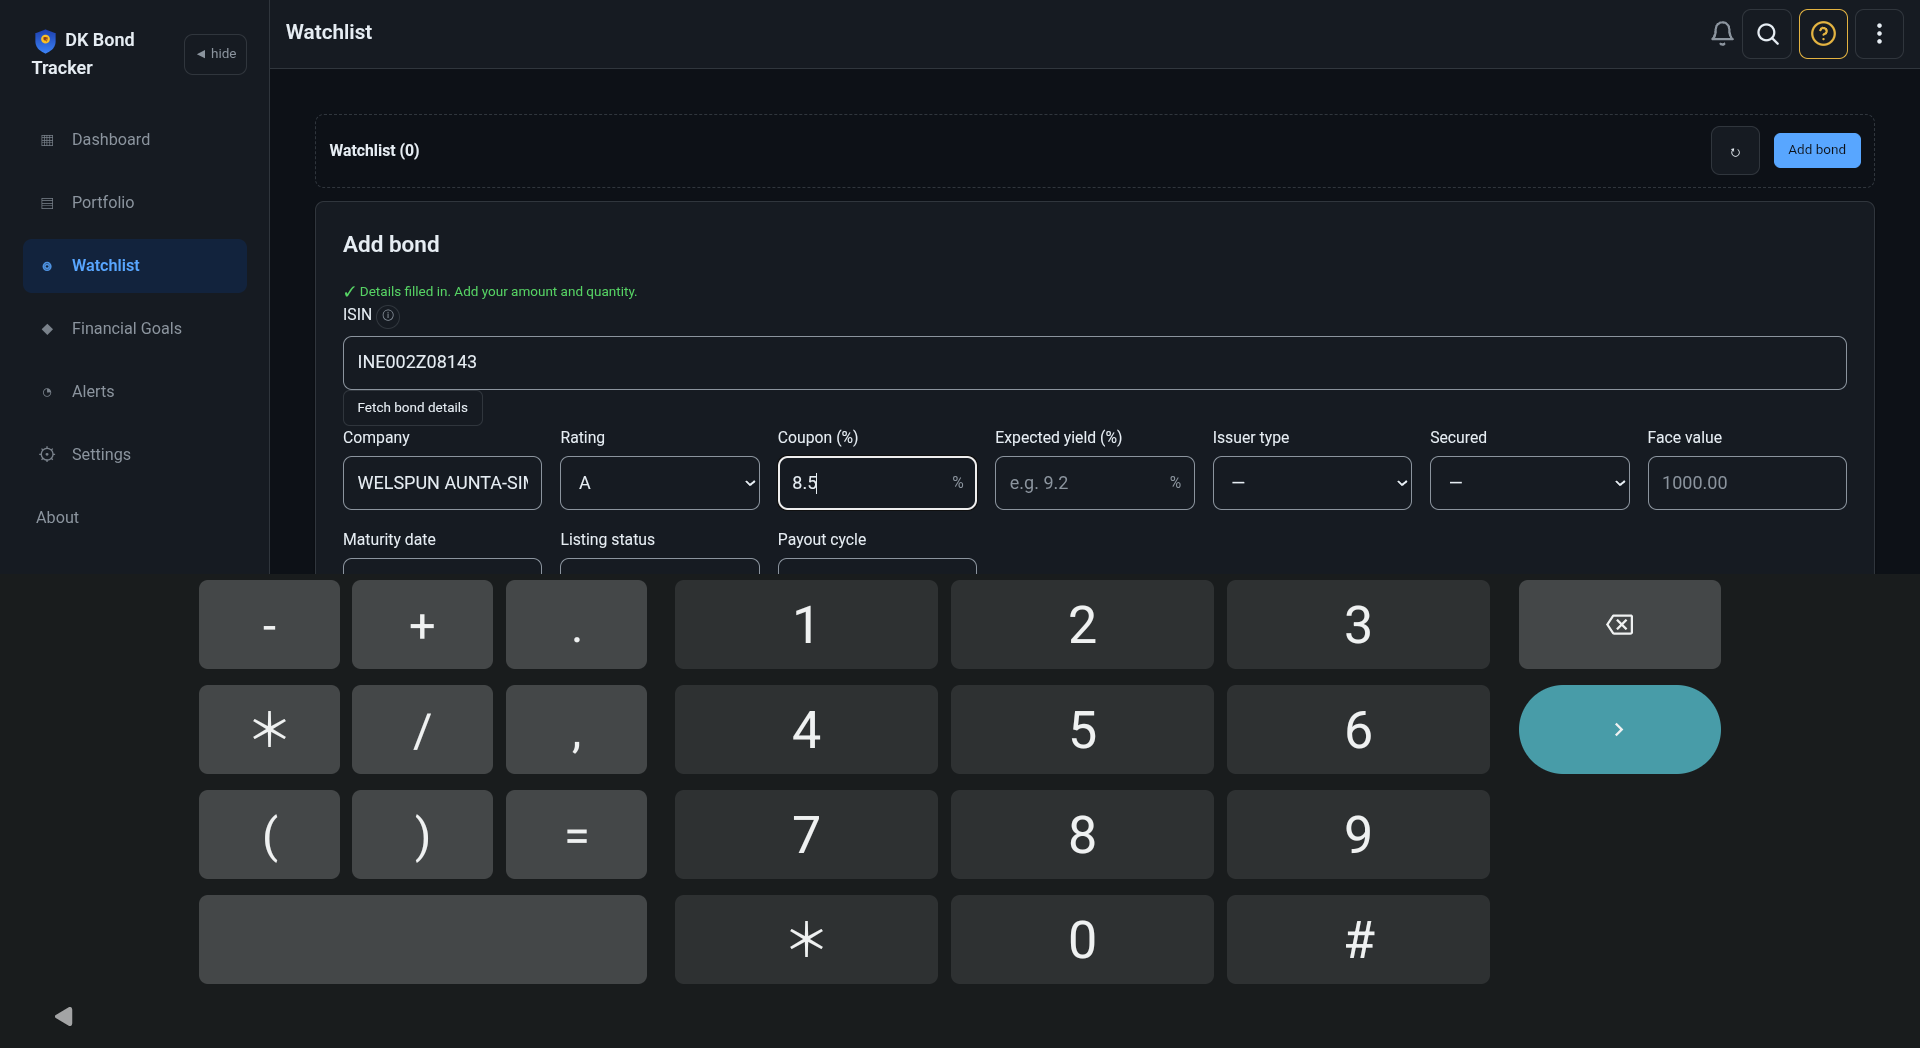 DK Bond
Tracker
◄ hide
Dashboard
Portfolio
Watchlist
Financial Goals
Alerts
Settings
About
Watchlist
Watchlist (0)
Add bond
Add bond
✓ Details filled in. Add your amount and quantity.
ISIN ⓘ
INE002Z08143
Fetch bond details
Company Rating Coupon (%) Expected yield (%) Issuer type Secured Face value
WELSPUN AUNTA-SI A 8.5 % e.g. 9.2 % — — 1000.00
Maturity date Listing status Payout cycle
- + . 1 2 3
* / , 4 5 6
( ) = 7 8 9
* 0 #